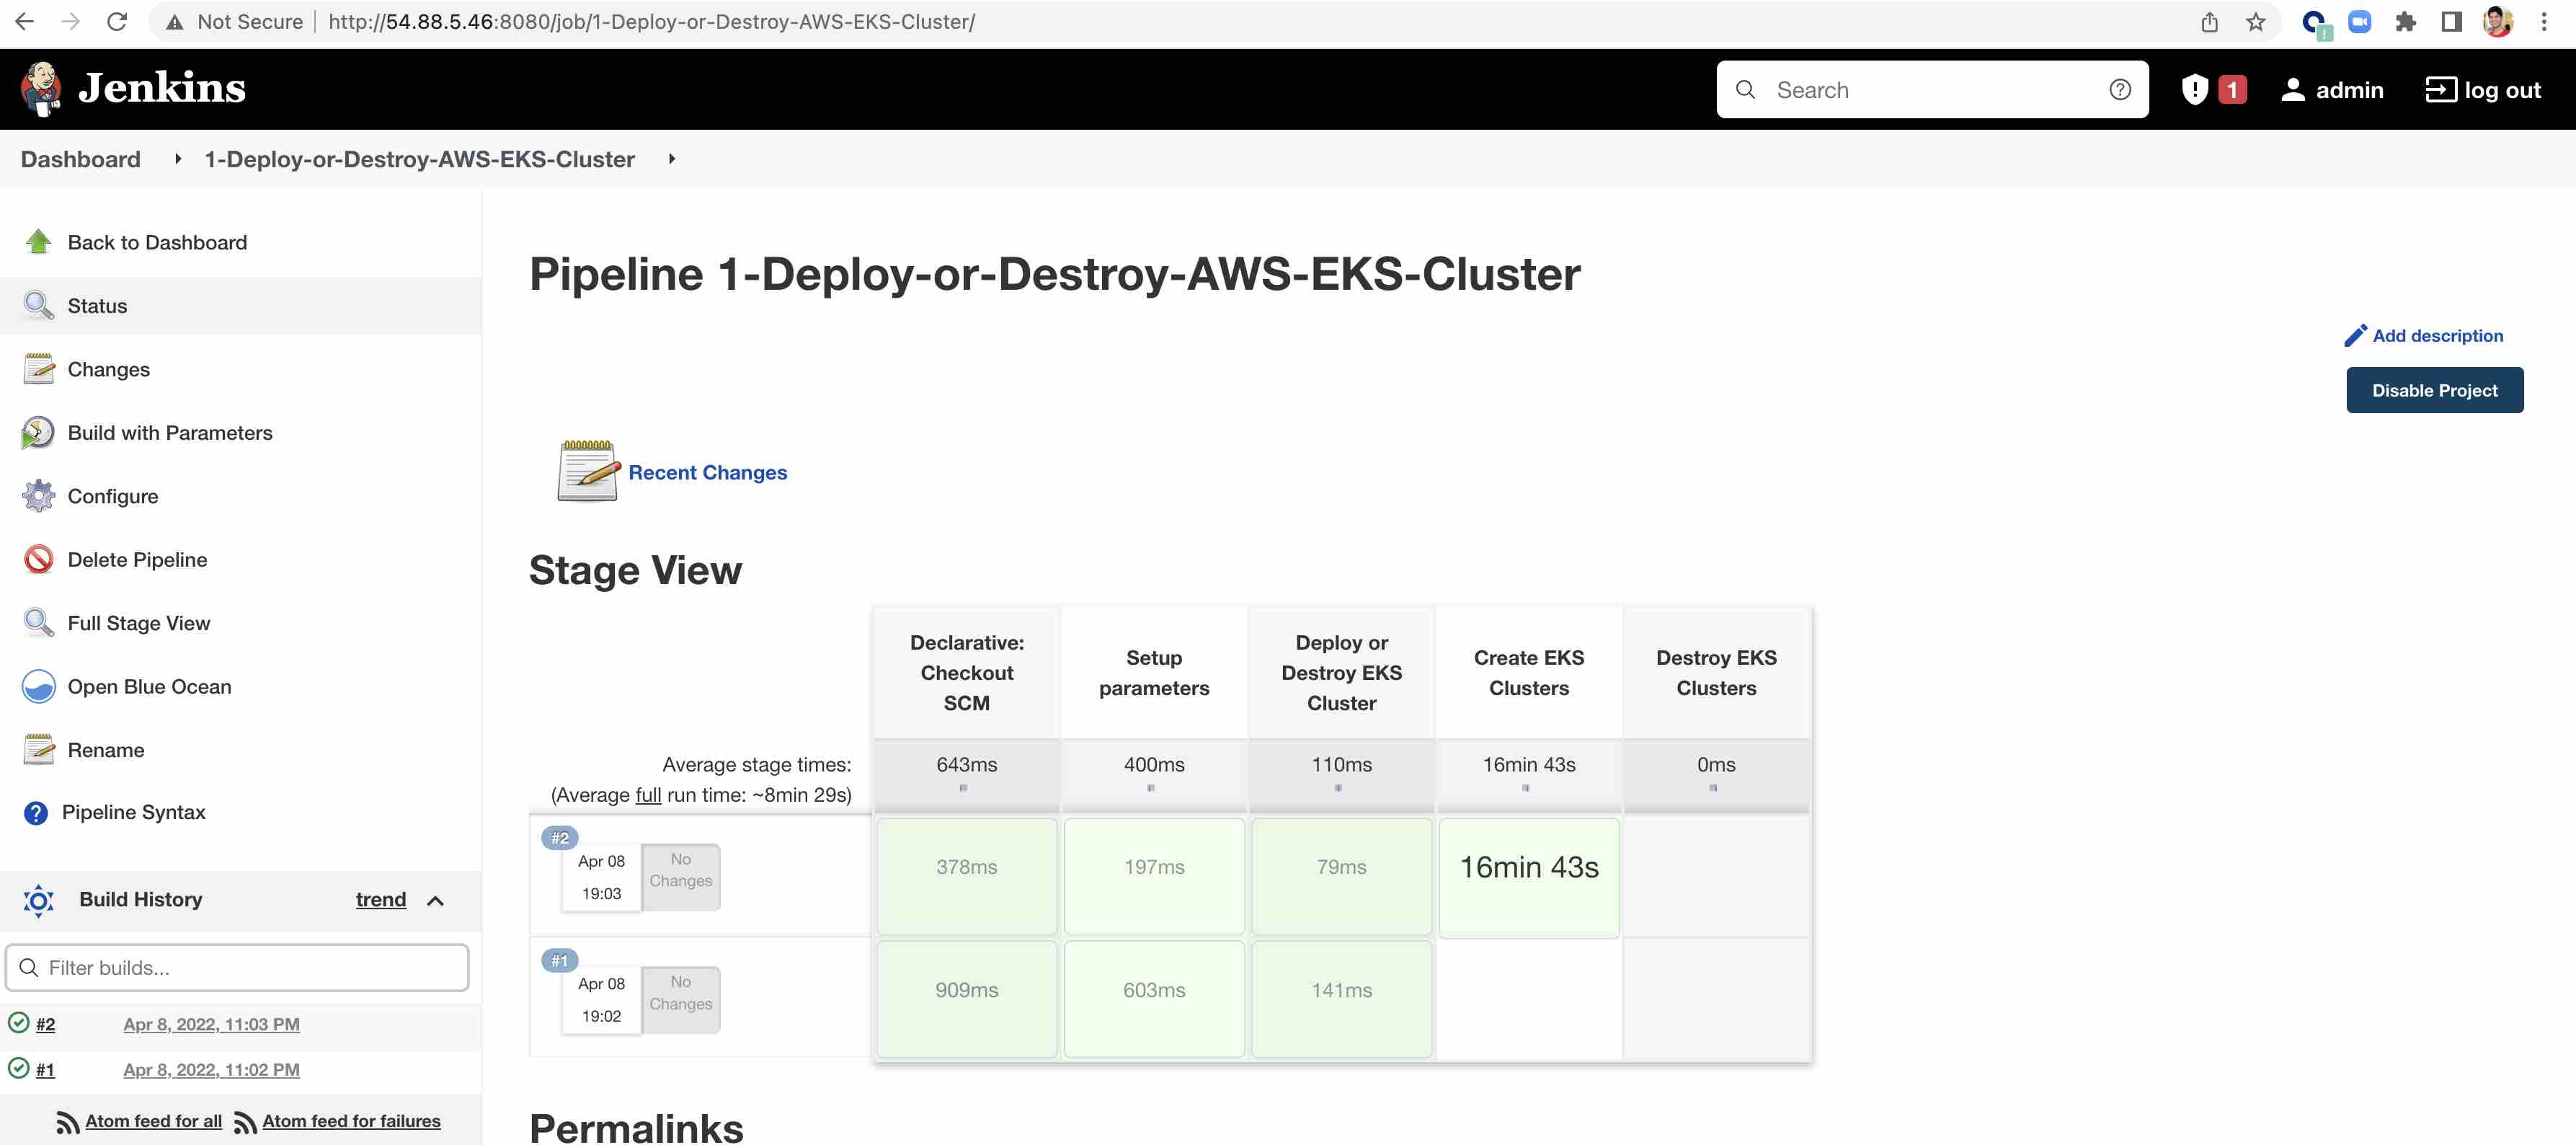 Not Secure | http://54.88.5.46:8080/job/1-Deploy-or-Destroy-AWS-EKS-Cluster/
Jenkins
Search
1
admin
log out
Dashboard
1-Deploy-or-Destroy-AWS-EKS-Cluster
Back to Dashboard
Status
Changes
Build with Parameters
Configure
Delete Pipeline
Full Stage View
Open Blue Ocean
Rename
Pipeline Syntax
Build History
trend
Filter builds...
#2 Apr 8, 2022, 11:03 PM
#1 Apr 8, 2022, 11:02 PM
Atom feed for all Atom feed for failures
Pipeline 1-Deploy-or-Destroy-AWS-EKS-Cluster
Add description
Disable Project
Recent Changes
Stage View
Declarative:
Checkout
SCM
Setup
parameters
Deploy or
Destroy EKS
Cluster
Create EKS
Clusters
Destroy EKS
Clusters
Average stage times:
(Average full run time: ~8min 29s)
643ms
400ms
110ms
16min 43s
0ms
#2
Apr 08
19:03
No
Changes
378ms
197ms
79ms
16min 43s
#1
Apr 08
19:02
No
Changes
909ms
603ms
141ms
Permalinks